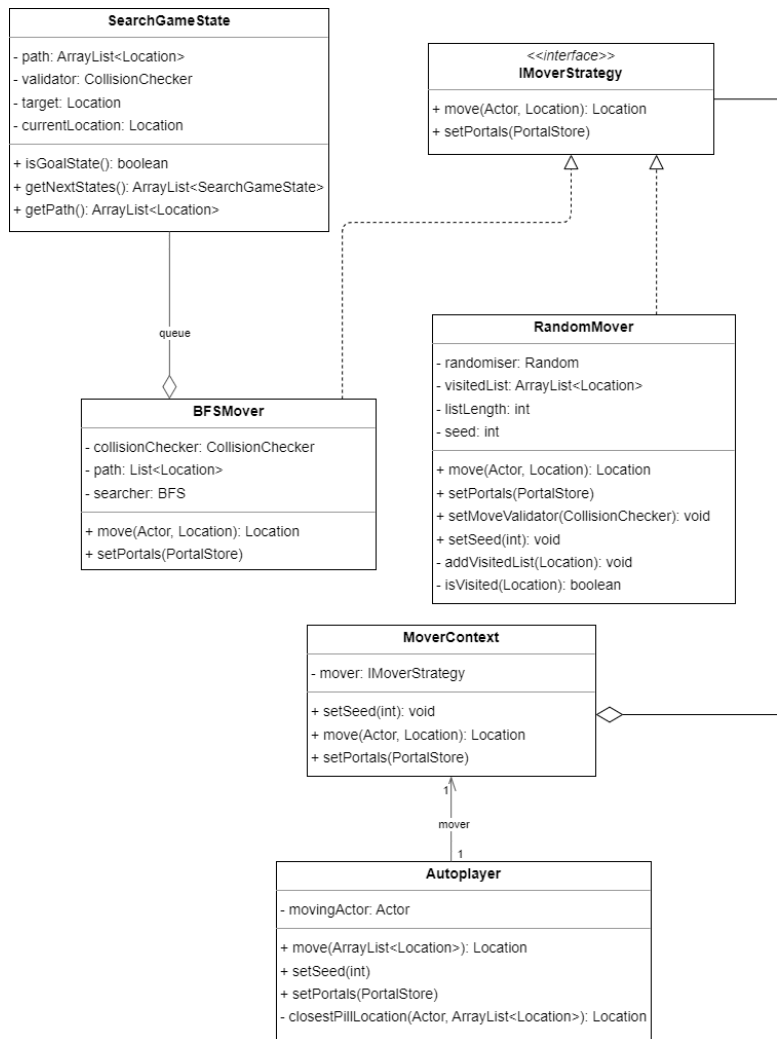 SearchGameState
- path: ArrayList<Location>
- validator: CollisionChecker
- target: Location
- currentLocation: Location
+ isGoalState(): boolean
+ getNextStates(): ArrayList<SearchGameState>
+ getPath(): ArrayList<Location>
<<interface>>
IMoverStrategy
+ move(Actor, Location): Location
+ setPortals(PortalStore)
queue
BFSMover
- collisionChecker: CollisionChecker
- path: List<Location>
- searcher: BFS
+ move(Actor, Location): Location
+ setPortals(PortalStore)
RandomMover
- randomiser: Random
- visitedList: ArrayList<Location>
- listLength: int
- seed: int
+ move(Actor, Location): Location
+ setPortals(PortalStore)
+ setMoveValidator(CollisionChecker): void
+ setSeed(int): void
- addVisitedList(Location): void
- isVisited(Location): boolean
MoverContext
- mover: IMoverStrategy
+ setSeed(int): void
+ move(Actor, Location): Location
+ setPortals(PortalStore)
1
mover
1
Autoplayer
- movingActor: Actor
+ move(ArrayList<Location>): Location
+ setSeed(int)
+ setPortals(PortalStore)
- closestPillLocation(Actor, ArrayList<Location>): Location